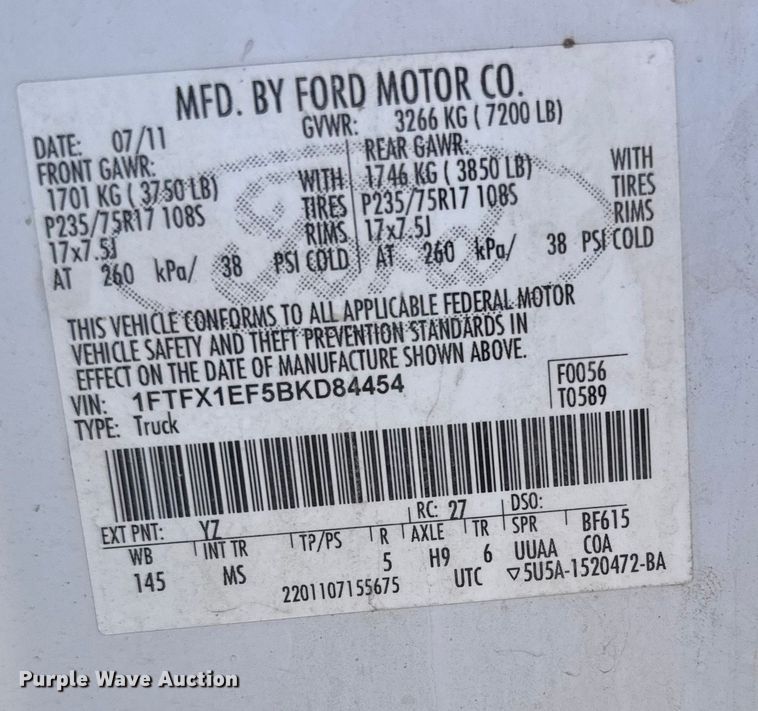 MFD. BY FORD MOTOR CO.
DATE: 07/11 GVWR: 3266 KG ( 7200 LB)
FRONT GAWR: REAR GAWR:
1701 KG ( 3750 LB) WITH 1746 KG ( 3850 LB) WITH
P235/75R17 108S TIRES P235/75R17 108S TIRES
17x7.5J RIMS 17x7.5J RIMS
AT 260 kPa/ 38 PSI COLD AT 260 kPa/ 38 PSI COLD
Ford
THIS VEHICLE CONFORMS TO ALL APPLICABLE FEDERAL MOTOR
VEHICLE SAFETY AND THEFT PREVENTION STANDARDS IN
EFFECT ON THE DATE OF MANUFACTURE SHOWN ABOVE.
VIN: 1FTFX1EF5BKD84454 F0056
TYPE: Truck T0589
EXT PNT: YZ RC: 27 DSO:
WB INT TR TP/PS R AXLE TR SPR BF615
145 MS 5 H9 6 UUAA COA
2201107155675 UTC ▽5U5A-1520472-BA
Purple Wave Auction